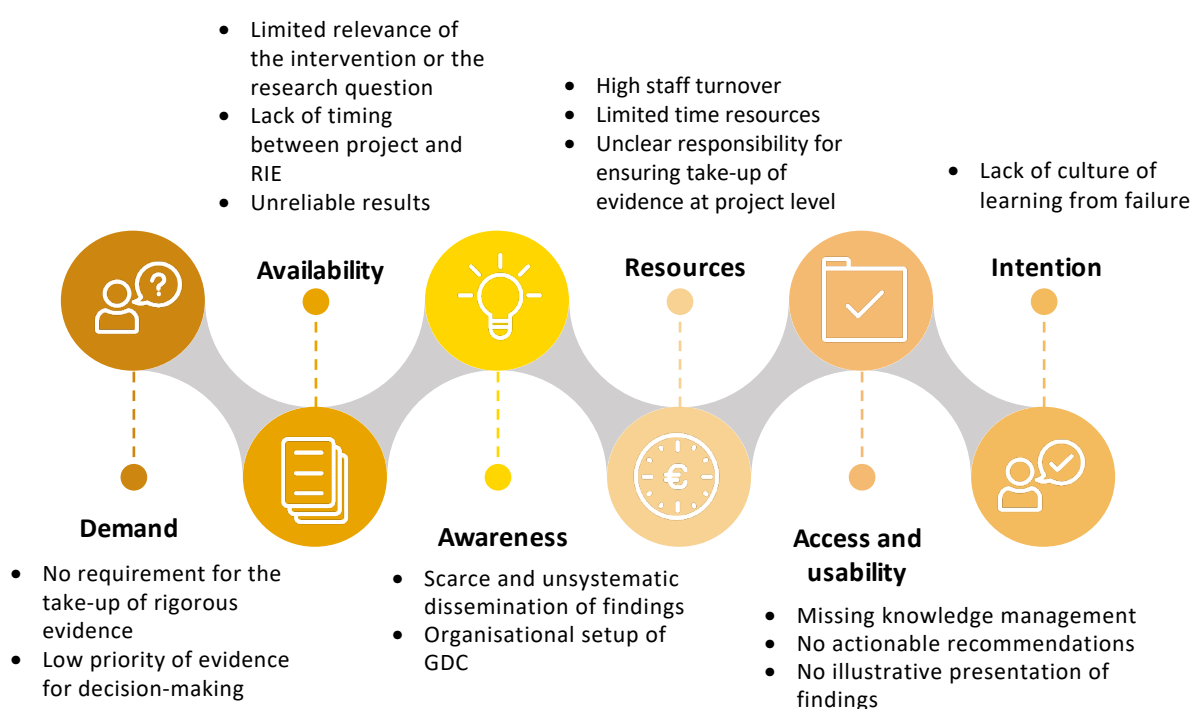 • Limited relevance of
the intervention or the
research question
• Lack of timing
between project and
RIE
• Unreliable results
• High staff turnover
• Limited time resources
• Unclear responsibility for
ensuring take-up of
evidence at project level
• Lack of culture of
learning from failure
?
Availability
Resources
Intention
€
Demand
• No requirement for the
take-up of rigorous
evidence
• Low priority of evidence
for decision-making
Awareness
• Scarce and unsystematic
dissemination of findings
• Organisational setup of
GDC
Access and
usability
• Missing knowledge management
• No actionable recommendations
• No illustrative presentation of
findings